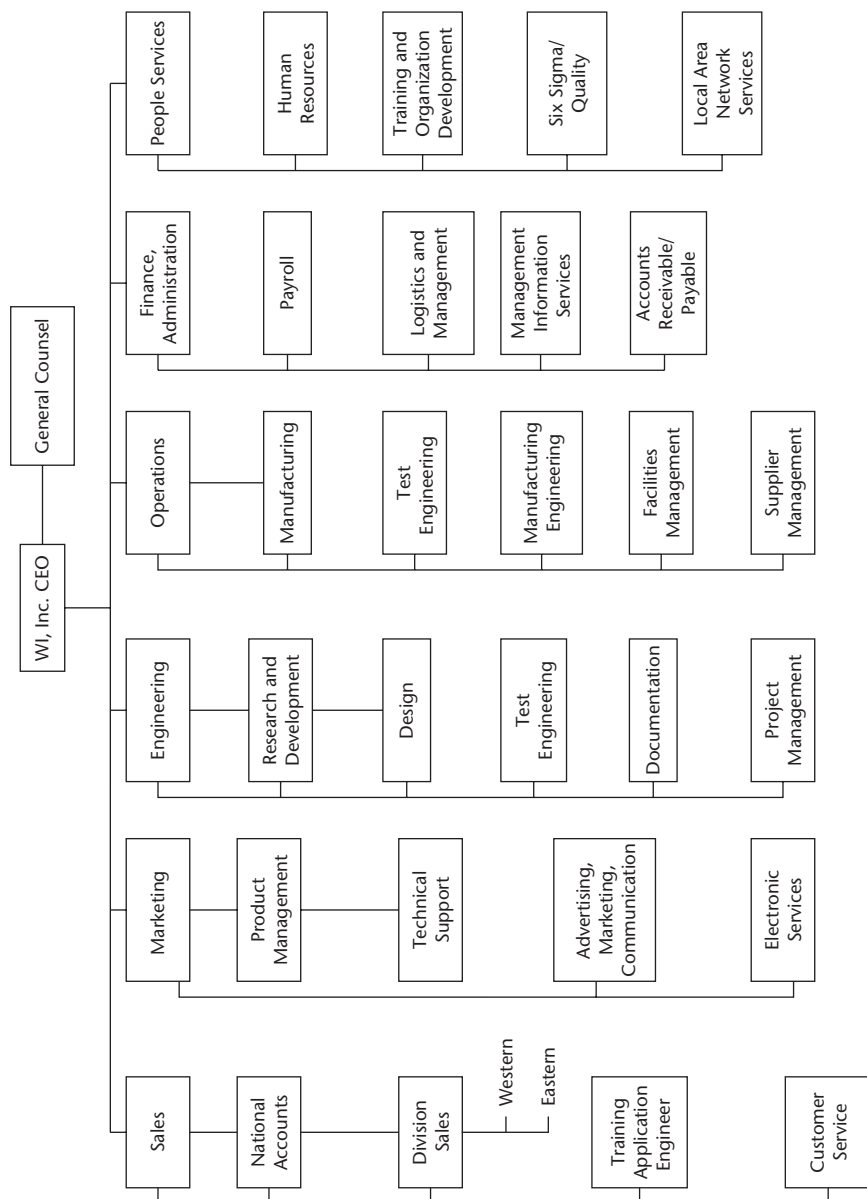 WI, Inc. CEO
General Counsel
Sales
National
Accounts
Division
Sales
Western
Eastern
Training
Application
Engineer
Customer
Service
Marketing
Product
Management
Technical
Support
Advertising,
Marketing,
Communication
Electronic
Services
Engineering
Research and
Development
Design
Test
Engineering
Documentation
Project
Management
Operations
Manufacturing
Test
Engineering
Manufacturing
Engineering
Facilities
Management
Supplier
Management
Finance,
Administration
Payroll
Logistics and
Management
Management
Information
Services
Accounts
Receivable/
Payable
People Services
Human
Resources
Training and
Organization
Development
Six Sigma/
Quality
Local Area
Network
Services